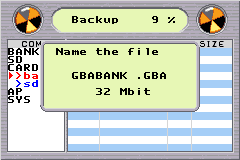 Backup 9 %
COM SIZE
BANK
SD
CARD
>ba
>sd
AP
SYS
Name the file
GBABANK .GBA
32 Mbit